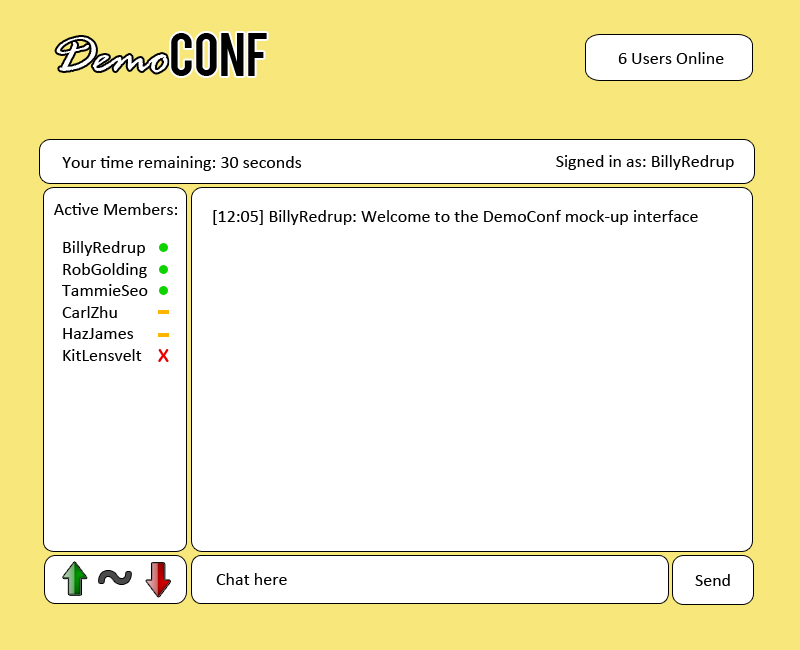 DemoCONF
6 Users Online
Your time remaining: 30 seconds
Signed in as: BillyRedrup
Active Members:
BillyRedrup
RobGolding
TammieSeo
CarlZhu
HazJames
KitLensvelt X
[12:05] BillyRedrup: Welcome to the DemoConf mock-up interface
Chat here
Send